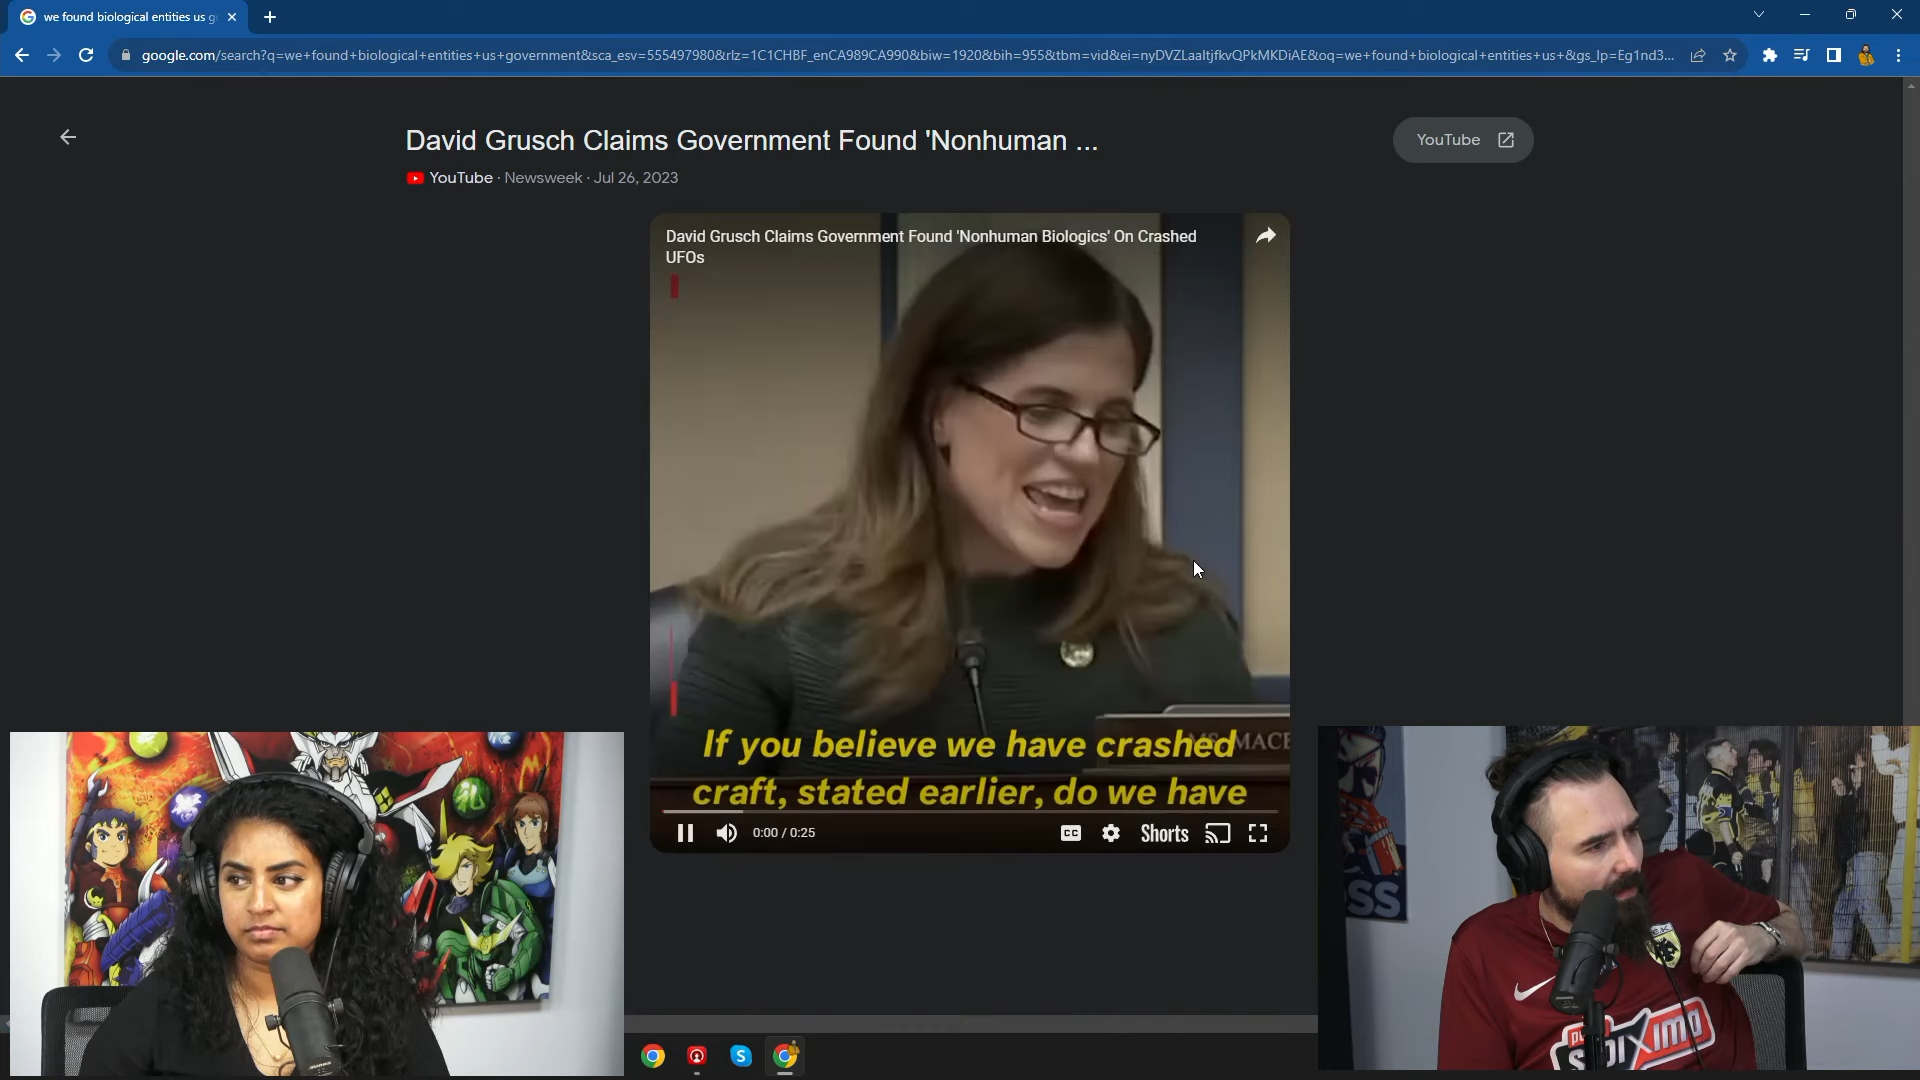 we found biological entities us g
google.com/search?q=we+found+biological+entities+us+government&sca_esv=555497980&rlz=1C1CHBF_enCA989CA990&biw=1920&bih=955&tbm=vid&ei=nyDVZLaaltjfkvQPkMKDiAE&oq=we+found+biological+entities+us+&gs_lp=Eg1nd3...
David Grusch Claims Government Found 'Nonhuman ...
YouTube
YouTube · Newsweek · Jul 26, 2023
David Grusch Claims Government Found 'Nonhuman Biologics' On Crashed
UFOs
MS. MACE
If you believe we have crashed
craft, stated earlier, do we have
0:00 / 0:25
CC
Shorts